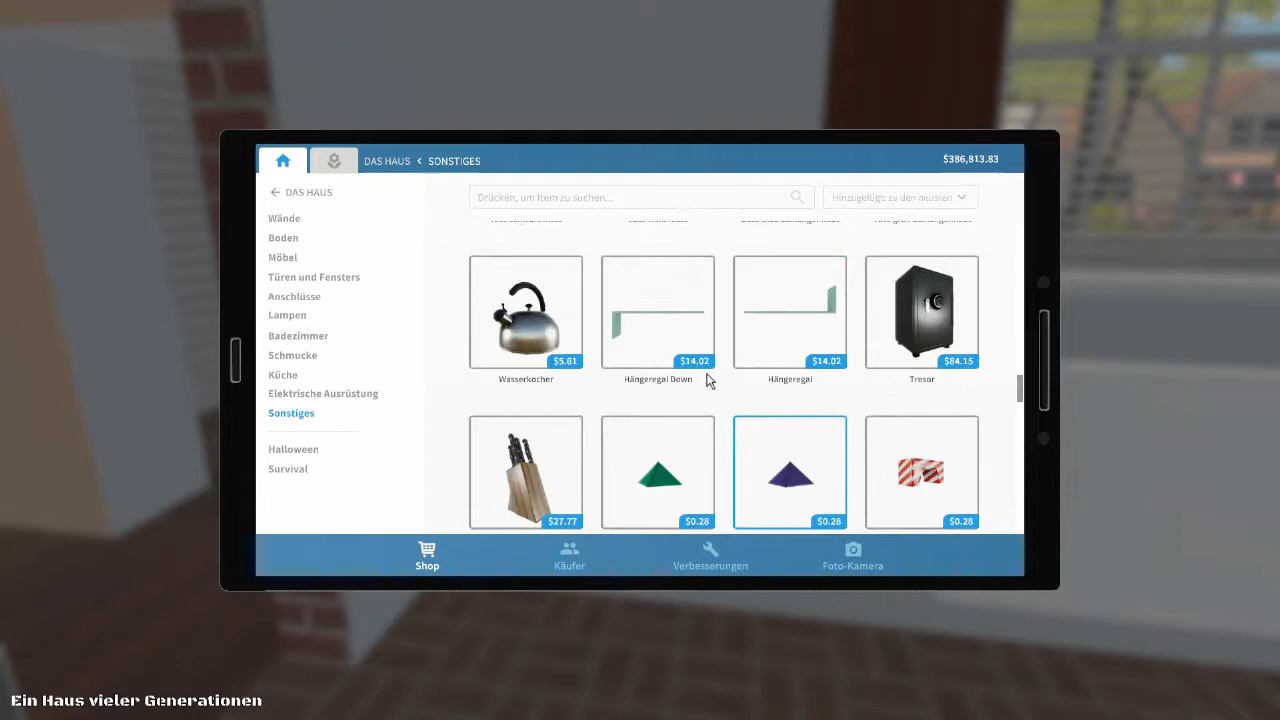 DAS HAUS < SONSTIGES
$386,813.83
← DAS HAUS
Wände
Boden
Möbel
Türen und Fensters
Anschlüsse
Lampen
Badezimmer
Schmucke
Küche
Elektrische Ausrüstung
Sonstiges
Halloween
Survival
Drücken, um Item zu suchen...
Hinzugefügt: zu den neusten
$5.61
$14.02
$14.02
$84.15
Wasserkocher
Hängeregal Down
Hängeregal
Tresor
$27.77
$0.28
$0.28
$0.28
Shop
Käufer
Verbesserungen
Foto-Kamera
Ein Haus vieler Generationen